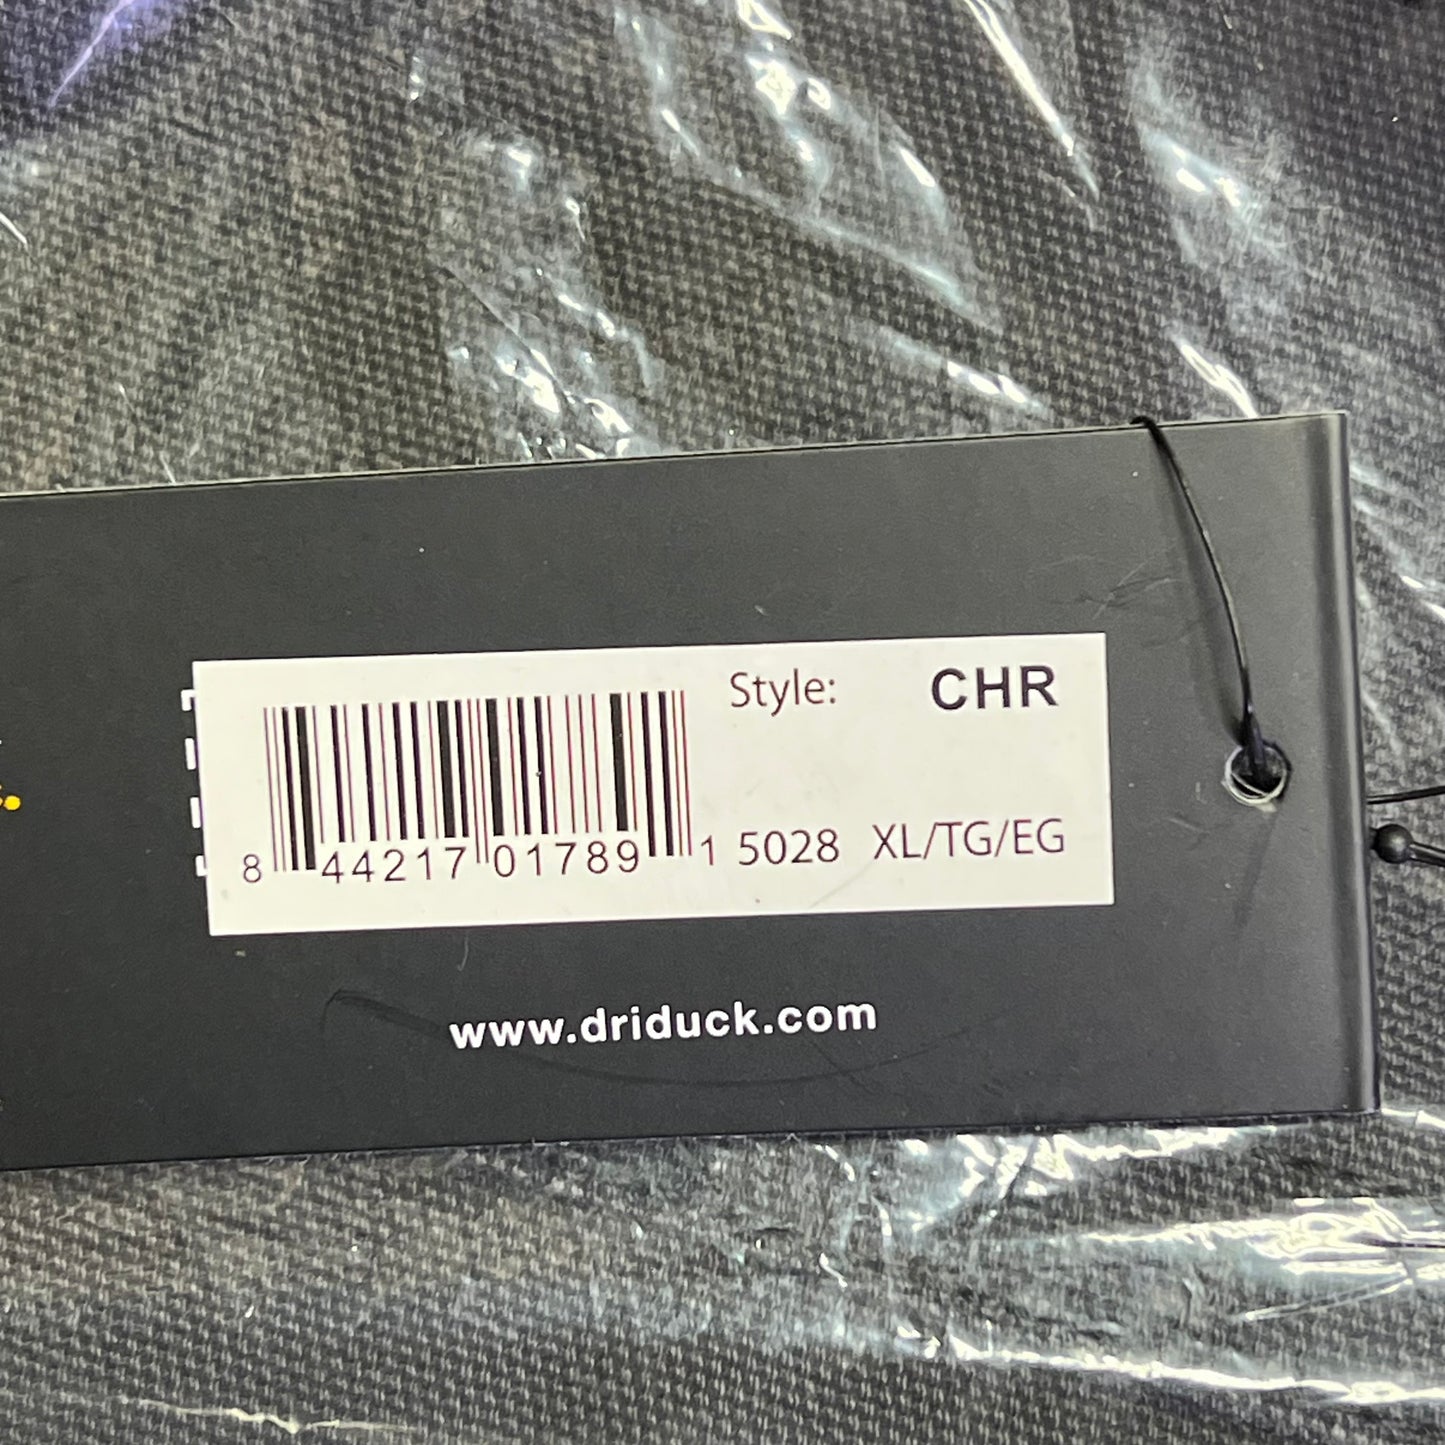 Style: CHR
8 44217 01789 1 5028 XL/TG/EG
www.driduck.com